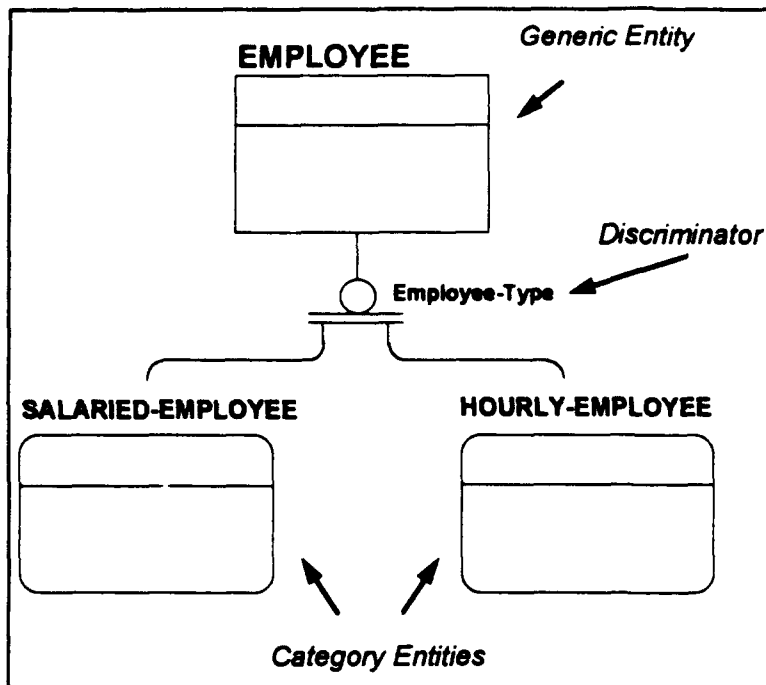 Generic Entity
EMPLOYEE
Discriminator
Employee-Type
SALARIED-EMPLOYEE
HOURLY-EMPLOYEE
Category Entities